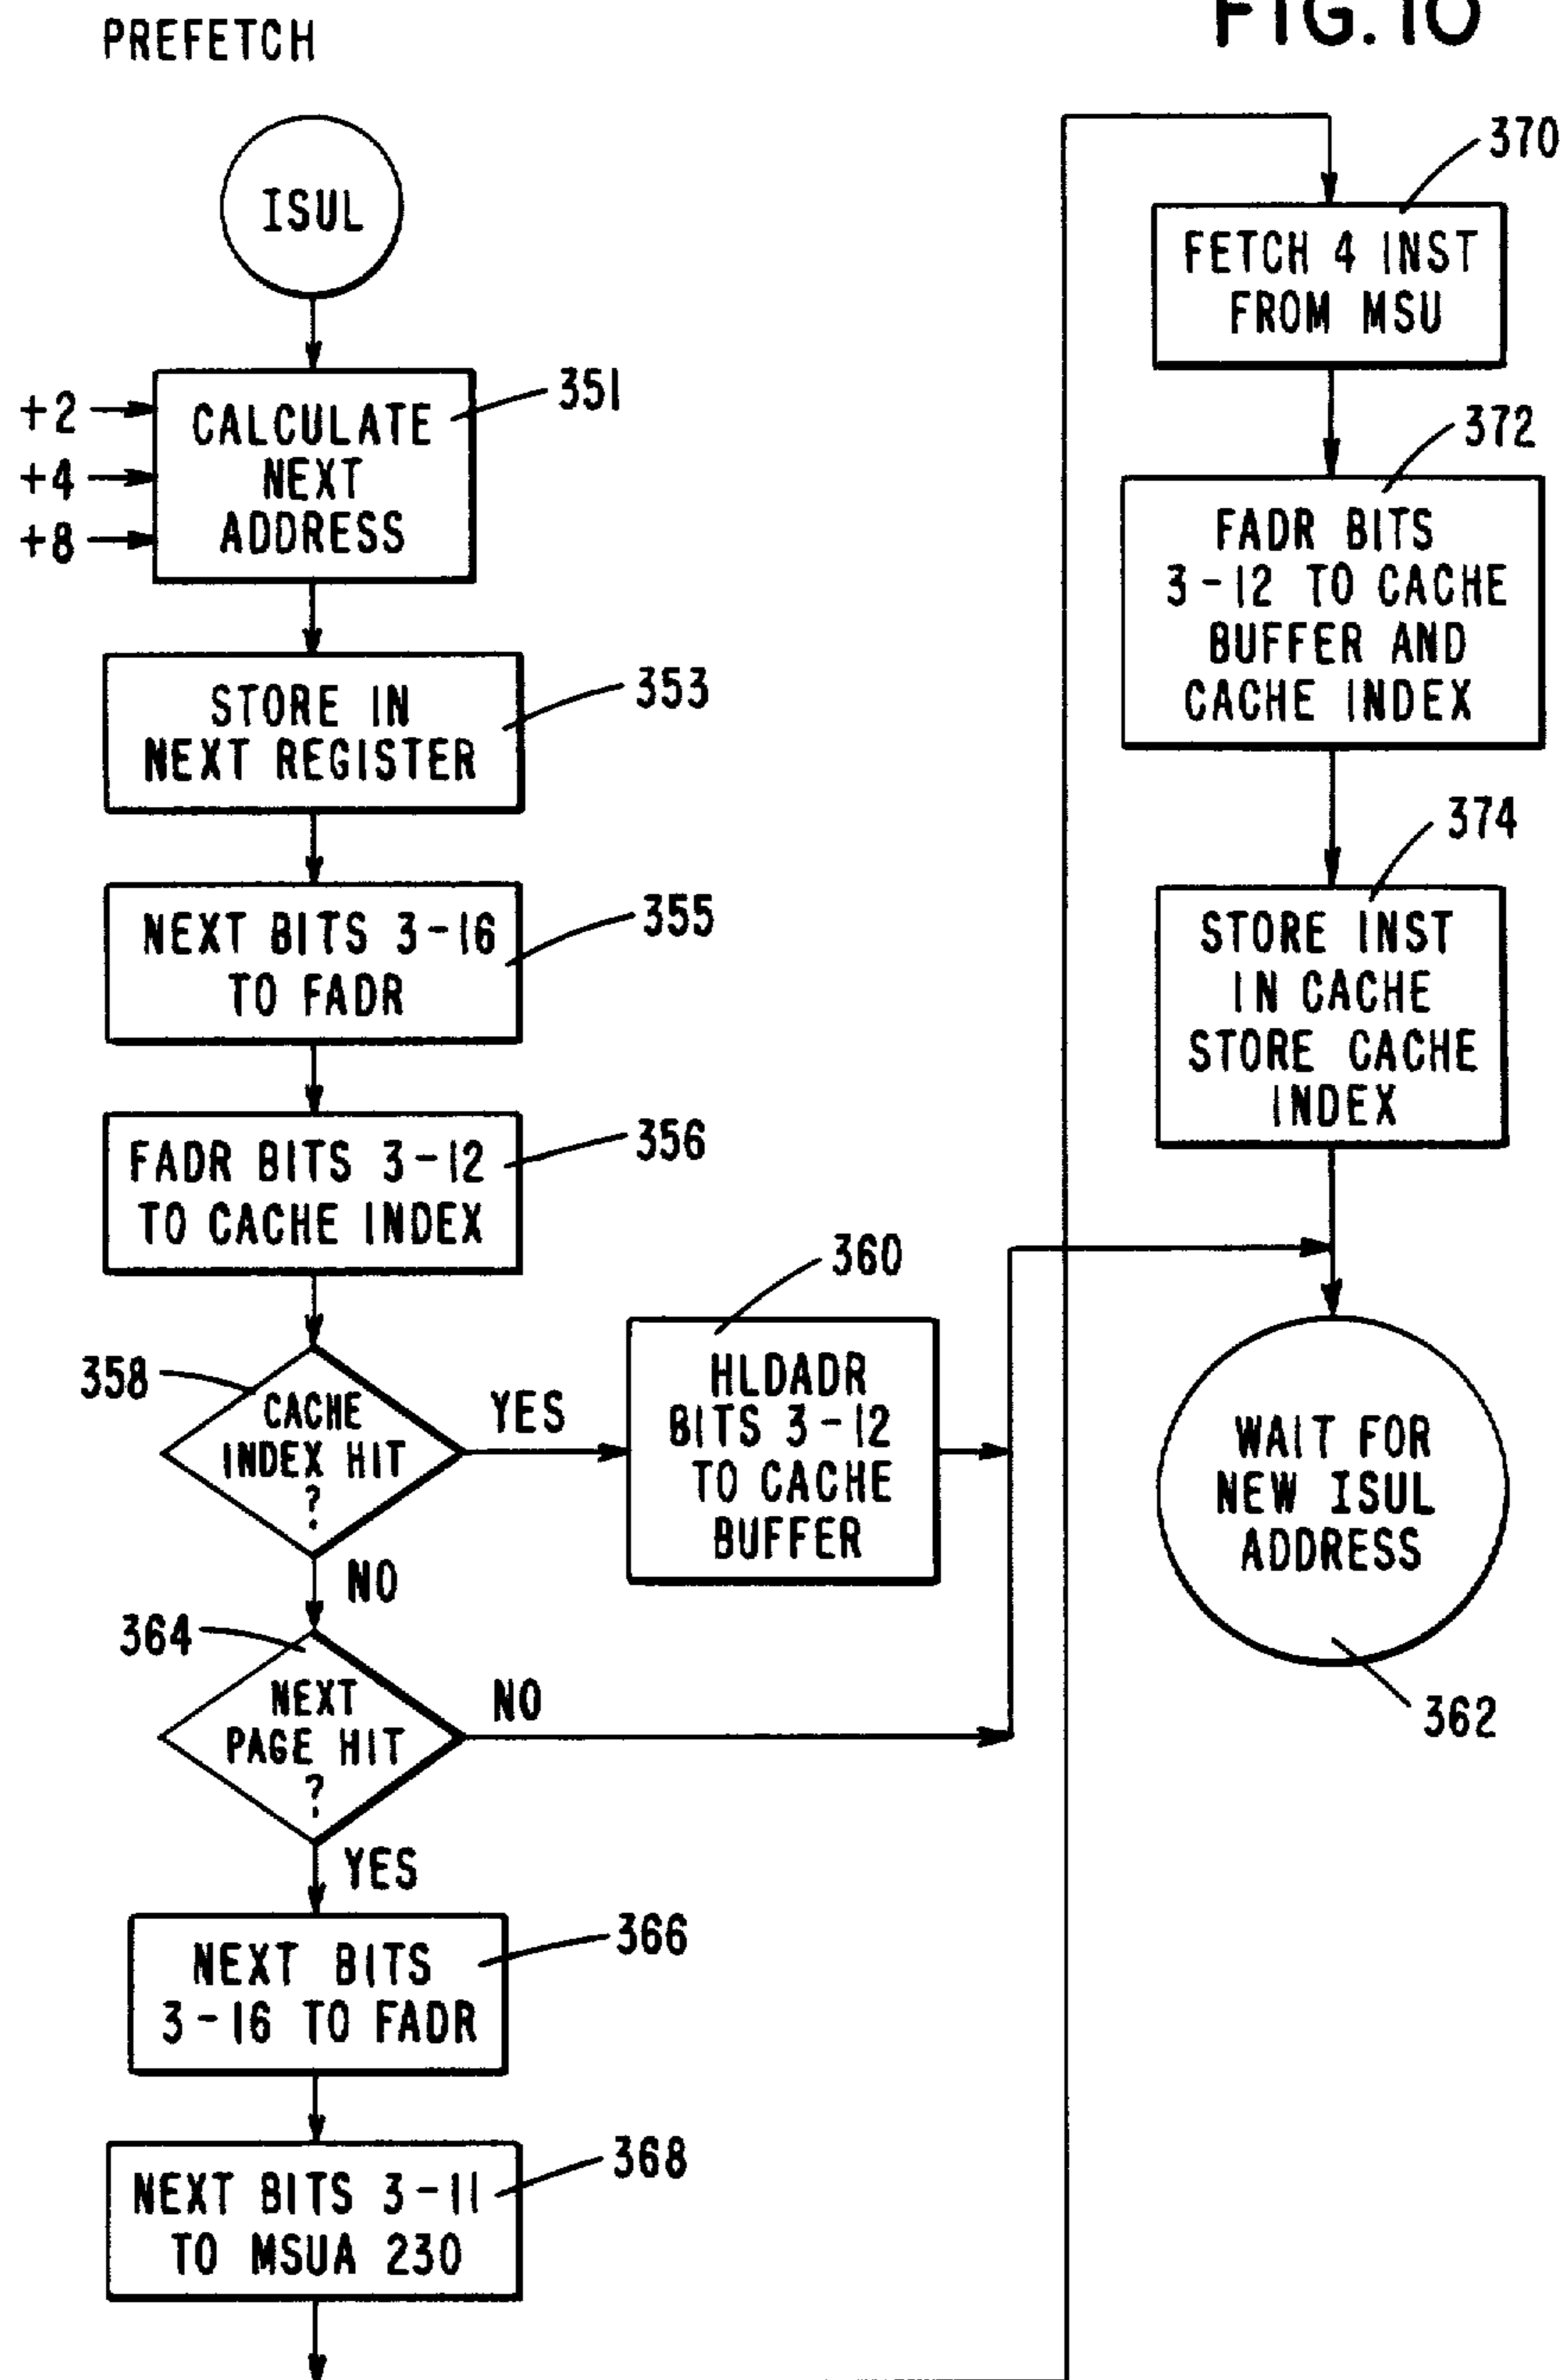 PREFETCH
FIG. 10
ISUL
+2
+4
+8
CALCULATE
NEXT
ADDRESS
351
STORE IN
NEXT REGISTER
353
NEXT BITS 3-16
TO FADR
355
FADR BITS 3-12
TO CACHE INDEX
356
358
CACHE
INDEX HIT
?
YES
NO
360
HLDADR
BITS 3-12
TO CACHE
BUFFER
364
NEXT
PAGE HIT
?
NO
YES
NEXT BITS
3-16 TO FADR
366
NEXT BITS 3-11
TO MSUA 230
368
370
FETCH 4 INST
FROM MSU
372
FADR BITS
3-12 TO CACHE
BUFFER AND
CACHE INDEX
374
STORE INST
IN CACHE
STORE CACHE
INDEX
WAIT FOR
NEW ISUL
ADDRESS
362